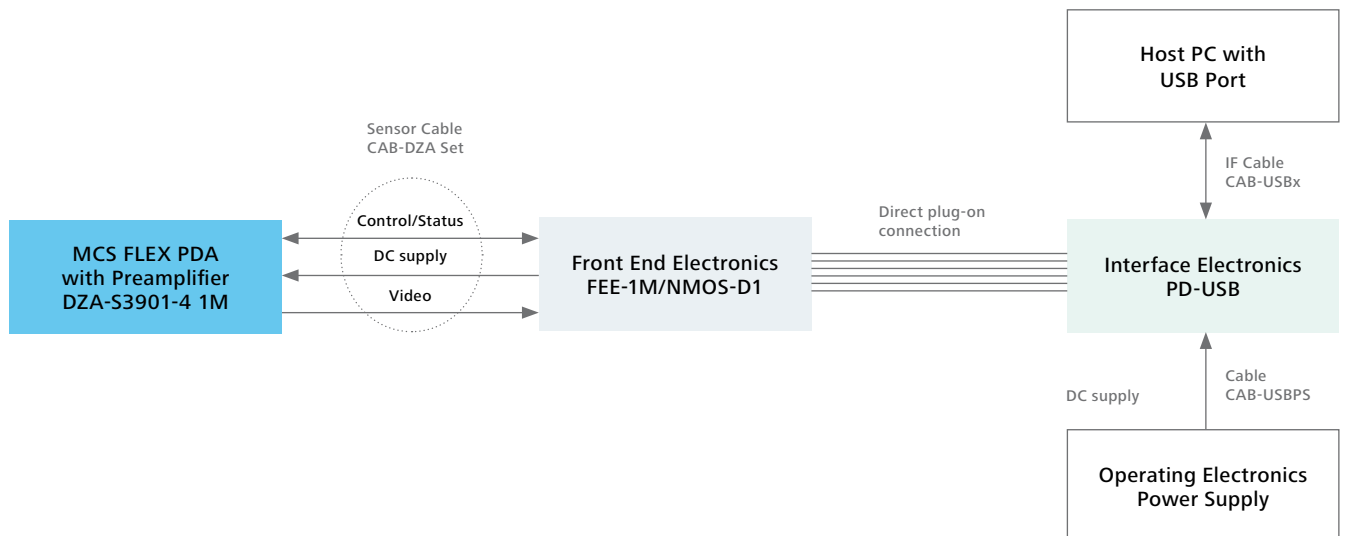 Host PC with
USB Port
Sensor Cable
CAB-DZA Set
IF Cable
CAB-USBx
MCS FLEX PDA
with Preamplifier
DZA-S3901-4 1M
Control/Status
DC supply
Video
Front End Electronics
FEE-1M/NMOS-D1
Direct plug-on
connection
Interface Electronics
PD-USB
DC supply
Cable
CAB-USBPS
Operating Electronics
Power Supply